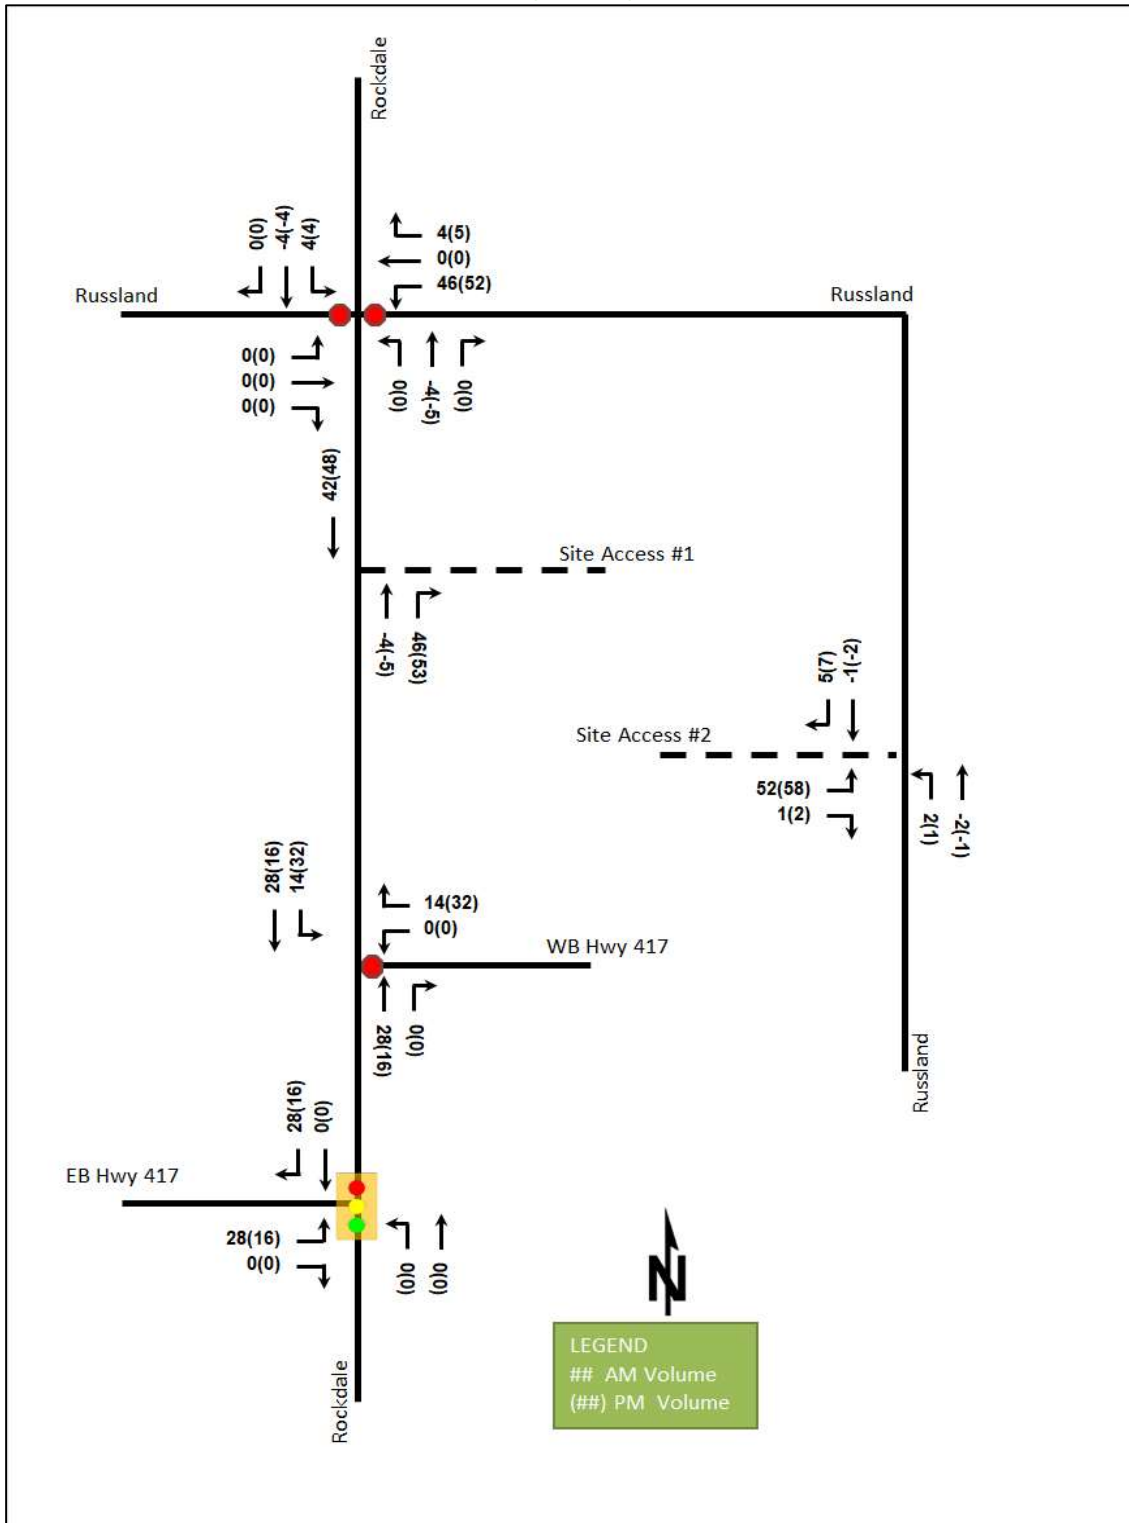 Rockdale
0(0)
-4(-4)
4(4)
4(5)
0(0)
46(52)
Russland
Russland
0(0)
0(0)
0(0)
0(0)
-4(-5)
0(0)
42(48)
Site Access #1
-4(-5)
46(53)
5(7)
-1(-2)
Site Access #2
52(58)
1(2)
2(1)
-2(-1)
28(16)
14(32)
14(32)
0(0)
WB Hwy 417
28(16)
0(0)
Russland
28(16)
0(0)
EB Hwy 417
28(16)
0(0)
0(0)
0(0)
N
LEGEND
## AM Volume
(##) PM Volume
Rockdale